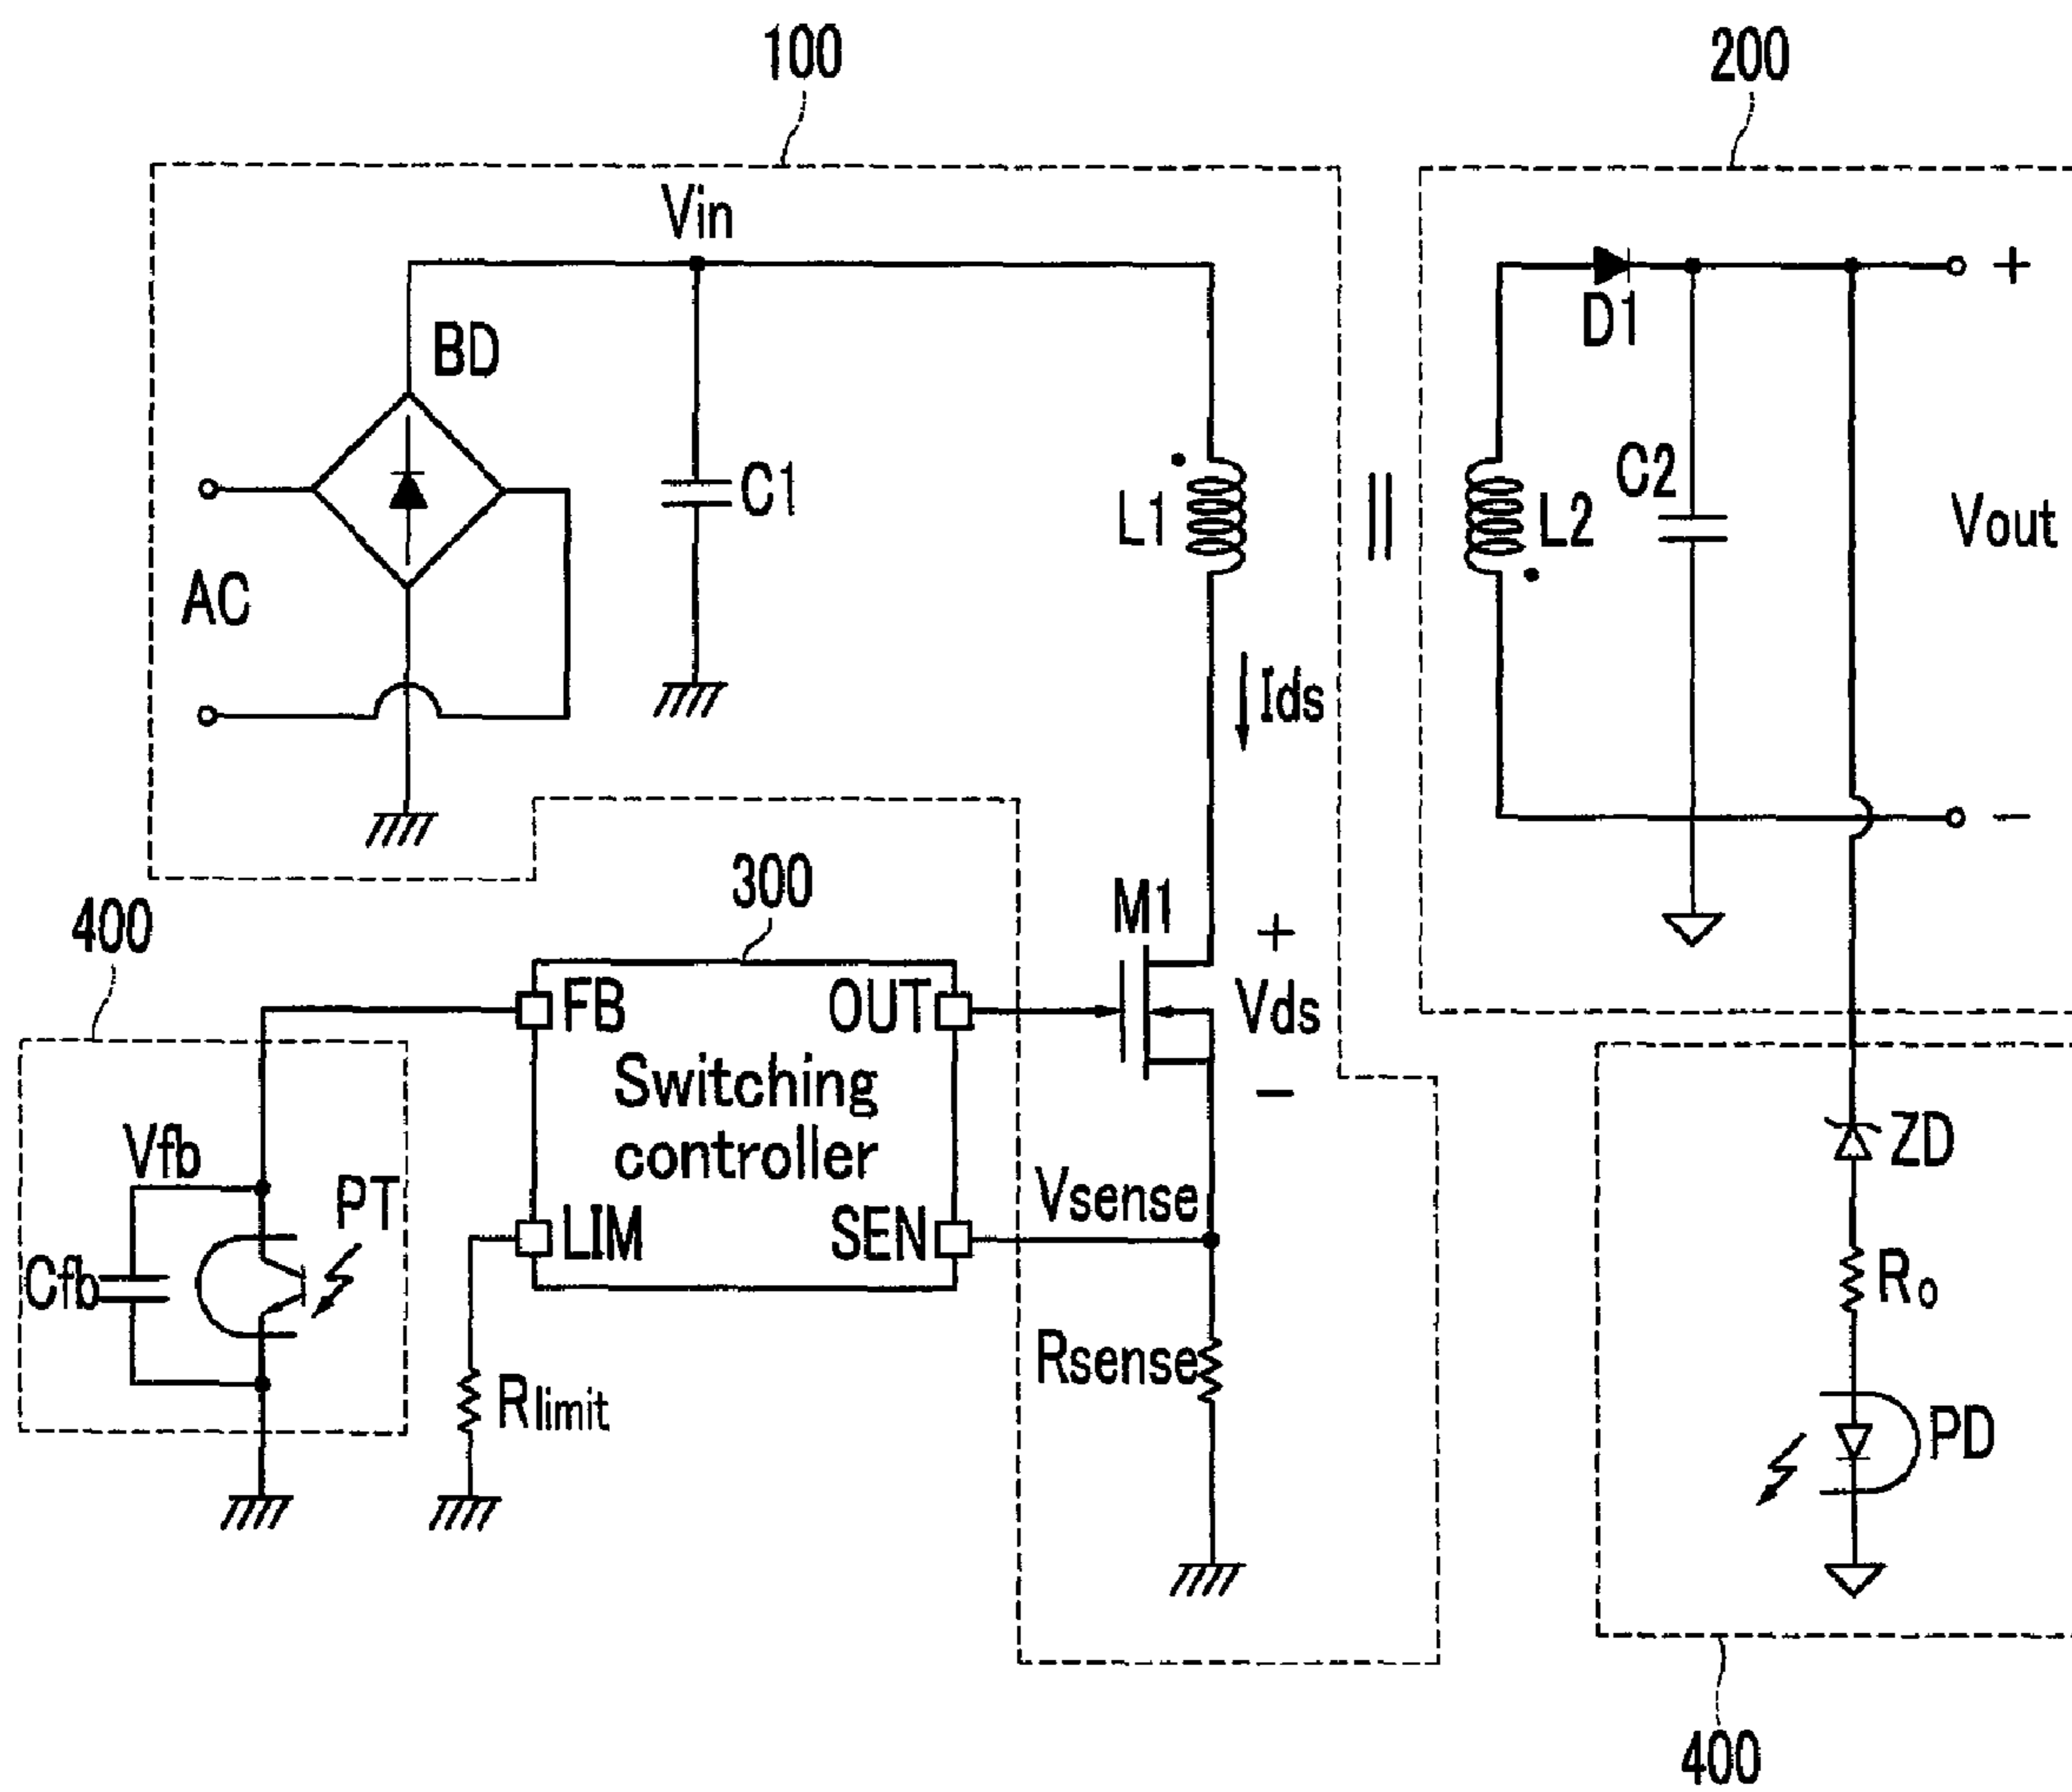 100
200
Vin
+
BD
D1
C1
L1
L2
C2
Vout
AC
Ids
−
300
M1
400
+
FB
OUT
Vds
Switching
controller
−
ZD
Vfb
PT
Vsense
LIM
SEN
Cfb
Ro
Rsense
Rlimit
PD
400